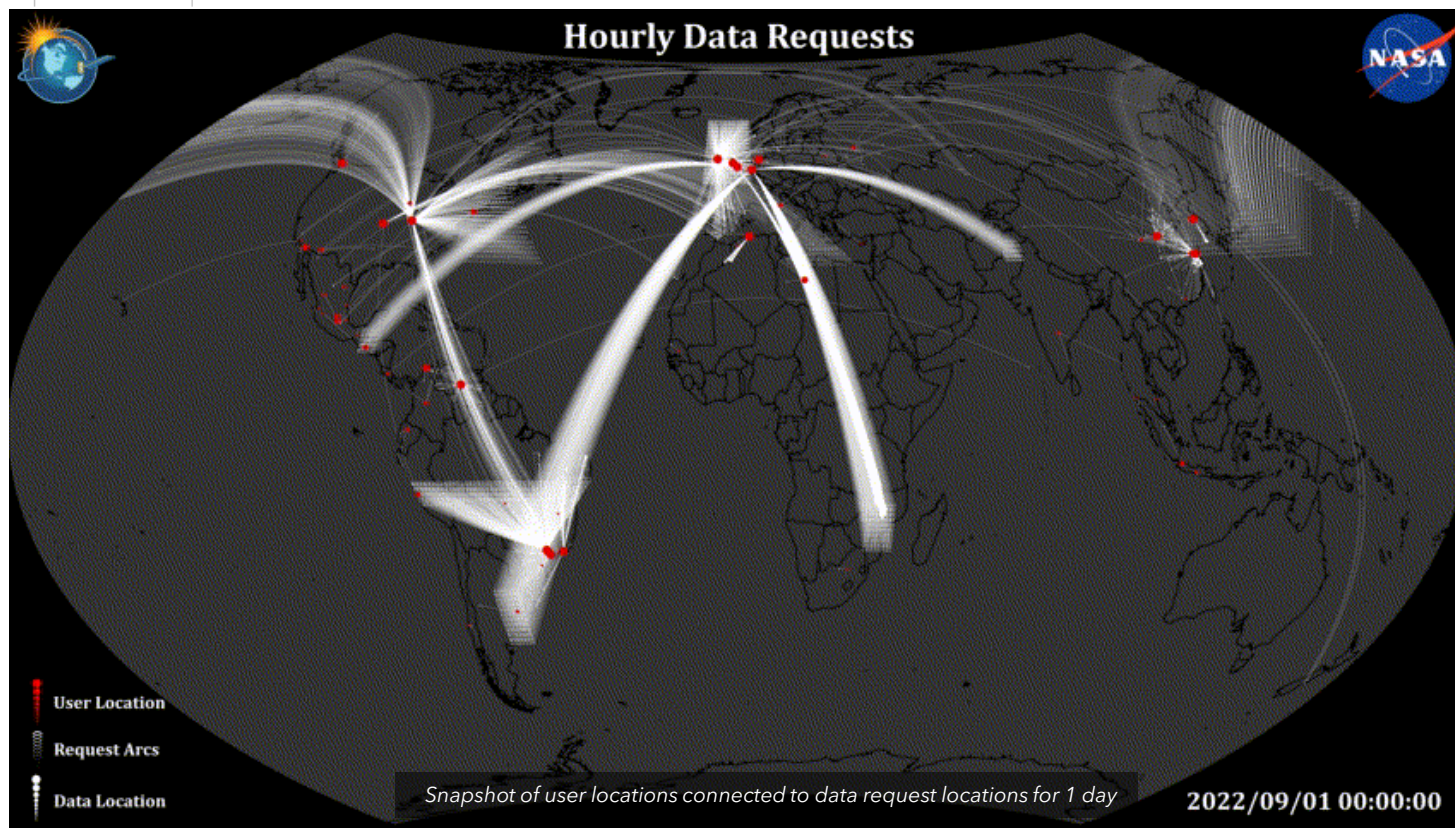 Hourly Data Requests
NASA
User Location
Request Arcs
Data Location
Snapshot of user locations connected to data request locations for 1 day
2022/09/01 00:00:00